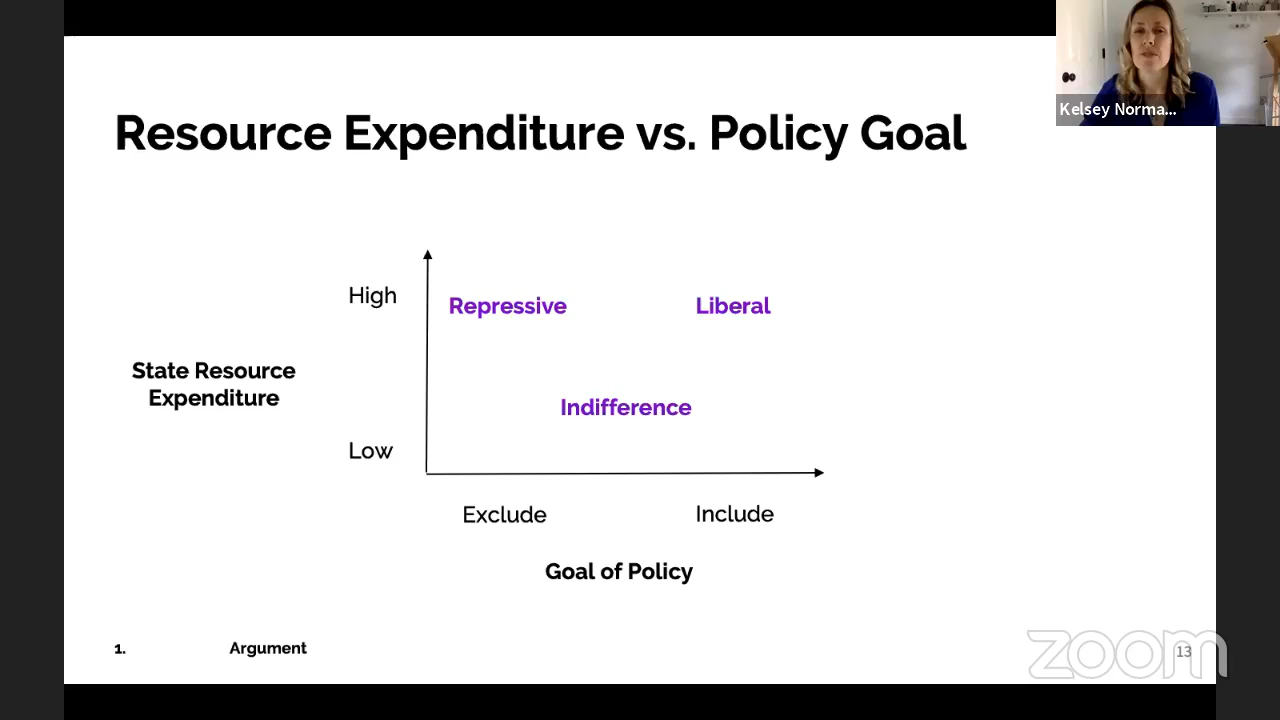 Kelsey Norma...
Resource Expenditure vs. Policy Goal
High
Repressive
Liberal
State Resource
Expenditure
Indifference
Low
Exclude
Include
Goal of Policy
1.
Argument
zoom
13